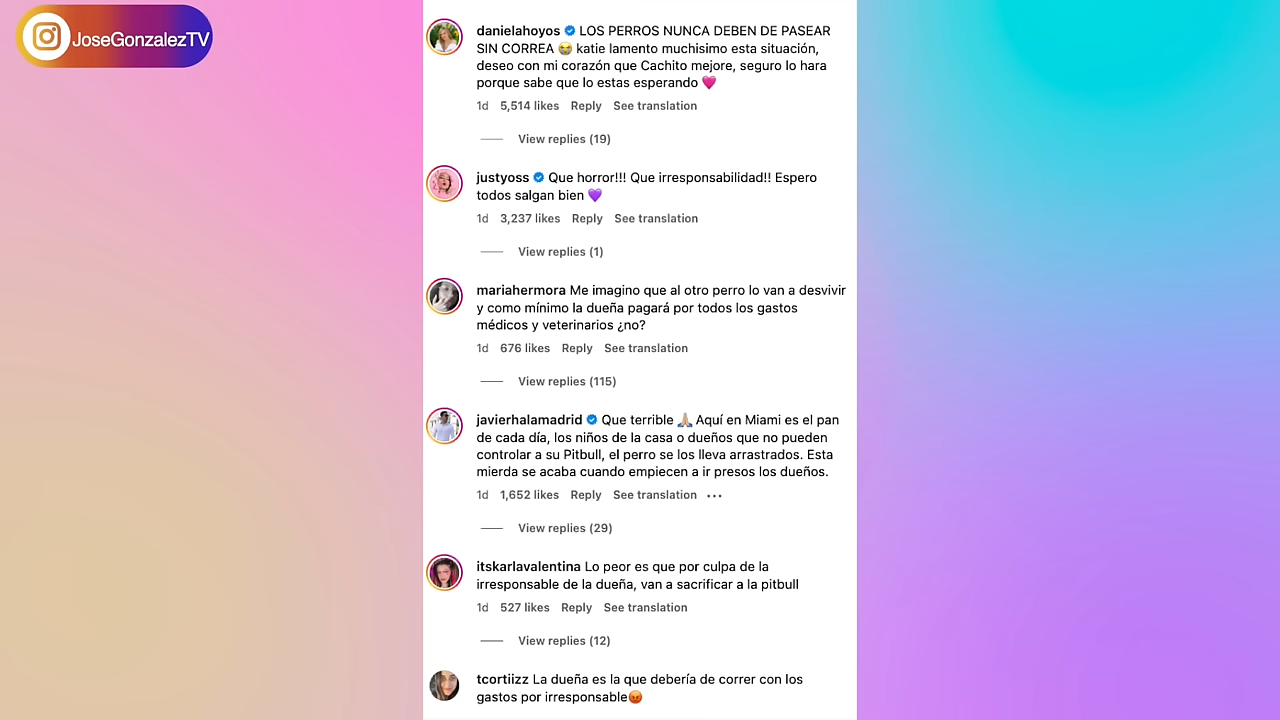 JoseGonzalezTV
danielahoyos LOS PERROS NUNCA DEBEN DE PASEAR
SIN CORREA 😭 katie lamento muchisimo esta situación,
deseo con mi corazón que Cachito mejore, seguro lo hara
porque sabe que lo estas esperando 💗
1d 5,514 likes Reply See translation
View replies (19)
justyoss Que horror!!! Que irresponsabilidad!! Espero
todos salgan bien 💜
1d 3,237 likes Reply See translation
View replies (1)
mariahermora Me imagino que al otro perro lo van a desvivir
y como mínimo la dueña pagará por todos los gastos
médicos y veterinarios ¿no?
1d 676 likes Reply See translation
View replies (115)
javierhalamadrid Que terrible 🙏🏼 Aquí en Miami es el pan
de cada día, los niños de la casa o dueños que no pueden
controlar a su Pitbull, el perro se los lleva arrastrados. Esta
mierda se acaba cuando empiecen a ir presos los dueños.
1d 1,652 likes Reply See translation ...
View replies (29)
itskarlavalentina Lo peor es que por culpa de la
irresponsable de la dueña, van a sacrificar a la pitbull
1d 527 likes Reply See translation
View replies (12)
tcortiizz La dueña es la que debería de correr con los
gastos por irresponsable😡